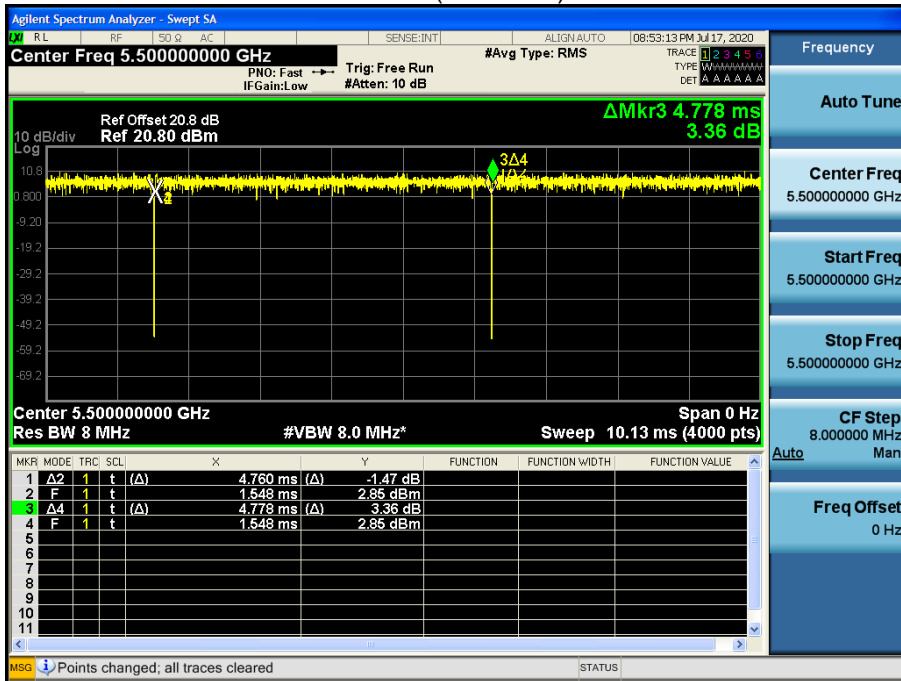 Agilent Spectrum Analyzer - Swept SA
LXI RL RF 50 Ω AC SENSE:INT ALIGN AUTO 08:53:13 PM Jul 17, 2020
Center Freq 5.500000000 GHz #Avg Type: RMS TRACE 1 2 3 4 5 6
PNO: Fast Trig: Free Run TYPE WWWWWW
IFGain:Low #Atten: 10 dB DET A A A A A A
Frequency
Auto Tune
Center Freq
5.500000000 GHz
Start Freq
5.500000000 GHz
Stop Freq
5.500000000 GHz
CF Step
8.000000 MHz
Auto Man
Freq Offset
0 Hz
ΔMkr3 4.778 ms
3.36 dB
Ref Offset 20.8 dB
10 dB/div Ref 20.80 dBm
Log
10.8
0.800
-9.20
-19.2
-29.2
-39.2
-49.2
-59.2
-69.2
3Δ4
Center 5.500000000 GHz Span 0 Hz
Res BW 8 MHz #VBW 8.0 MHz* Sweep 10.13 ms (4000 pts)
MKR MODE TRC SCL X Y FUNCTION FUNCTION WIDTH FUNCTION VALUE
1 Δ2 1 t (Δ) 4.760 ms (Δ) -1.47 dB
2 F 1 t 1.548 ms 2.85 dBm
3 Δ4 1 t (Δ) 4.778 ms (Δ) 3.36 dB
4 F 1 t 1.548 ms 2.85 dBm
5
6
7
8
9
10
11
MSG Points changed; all traces cleared STATUS